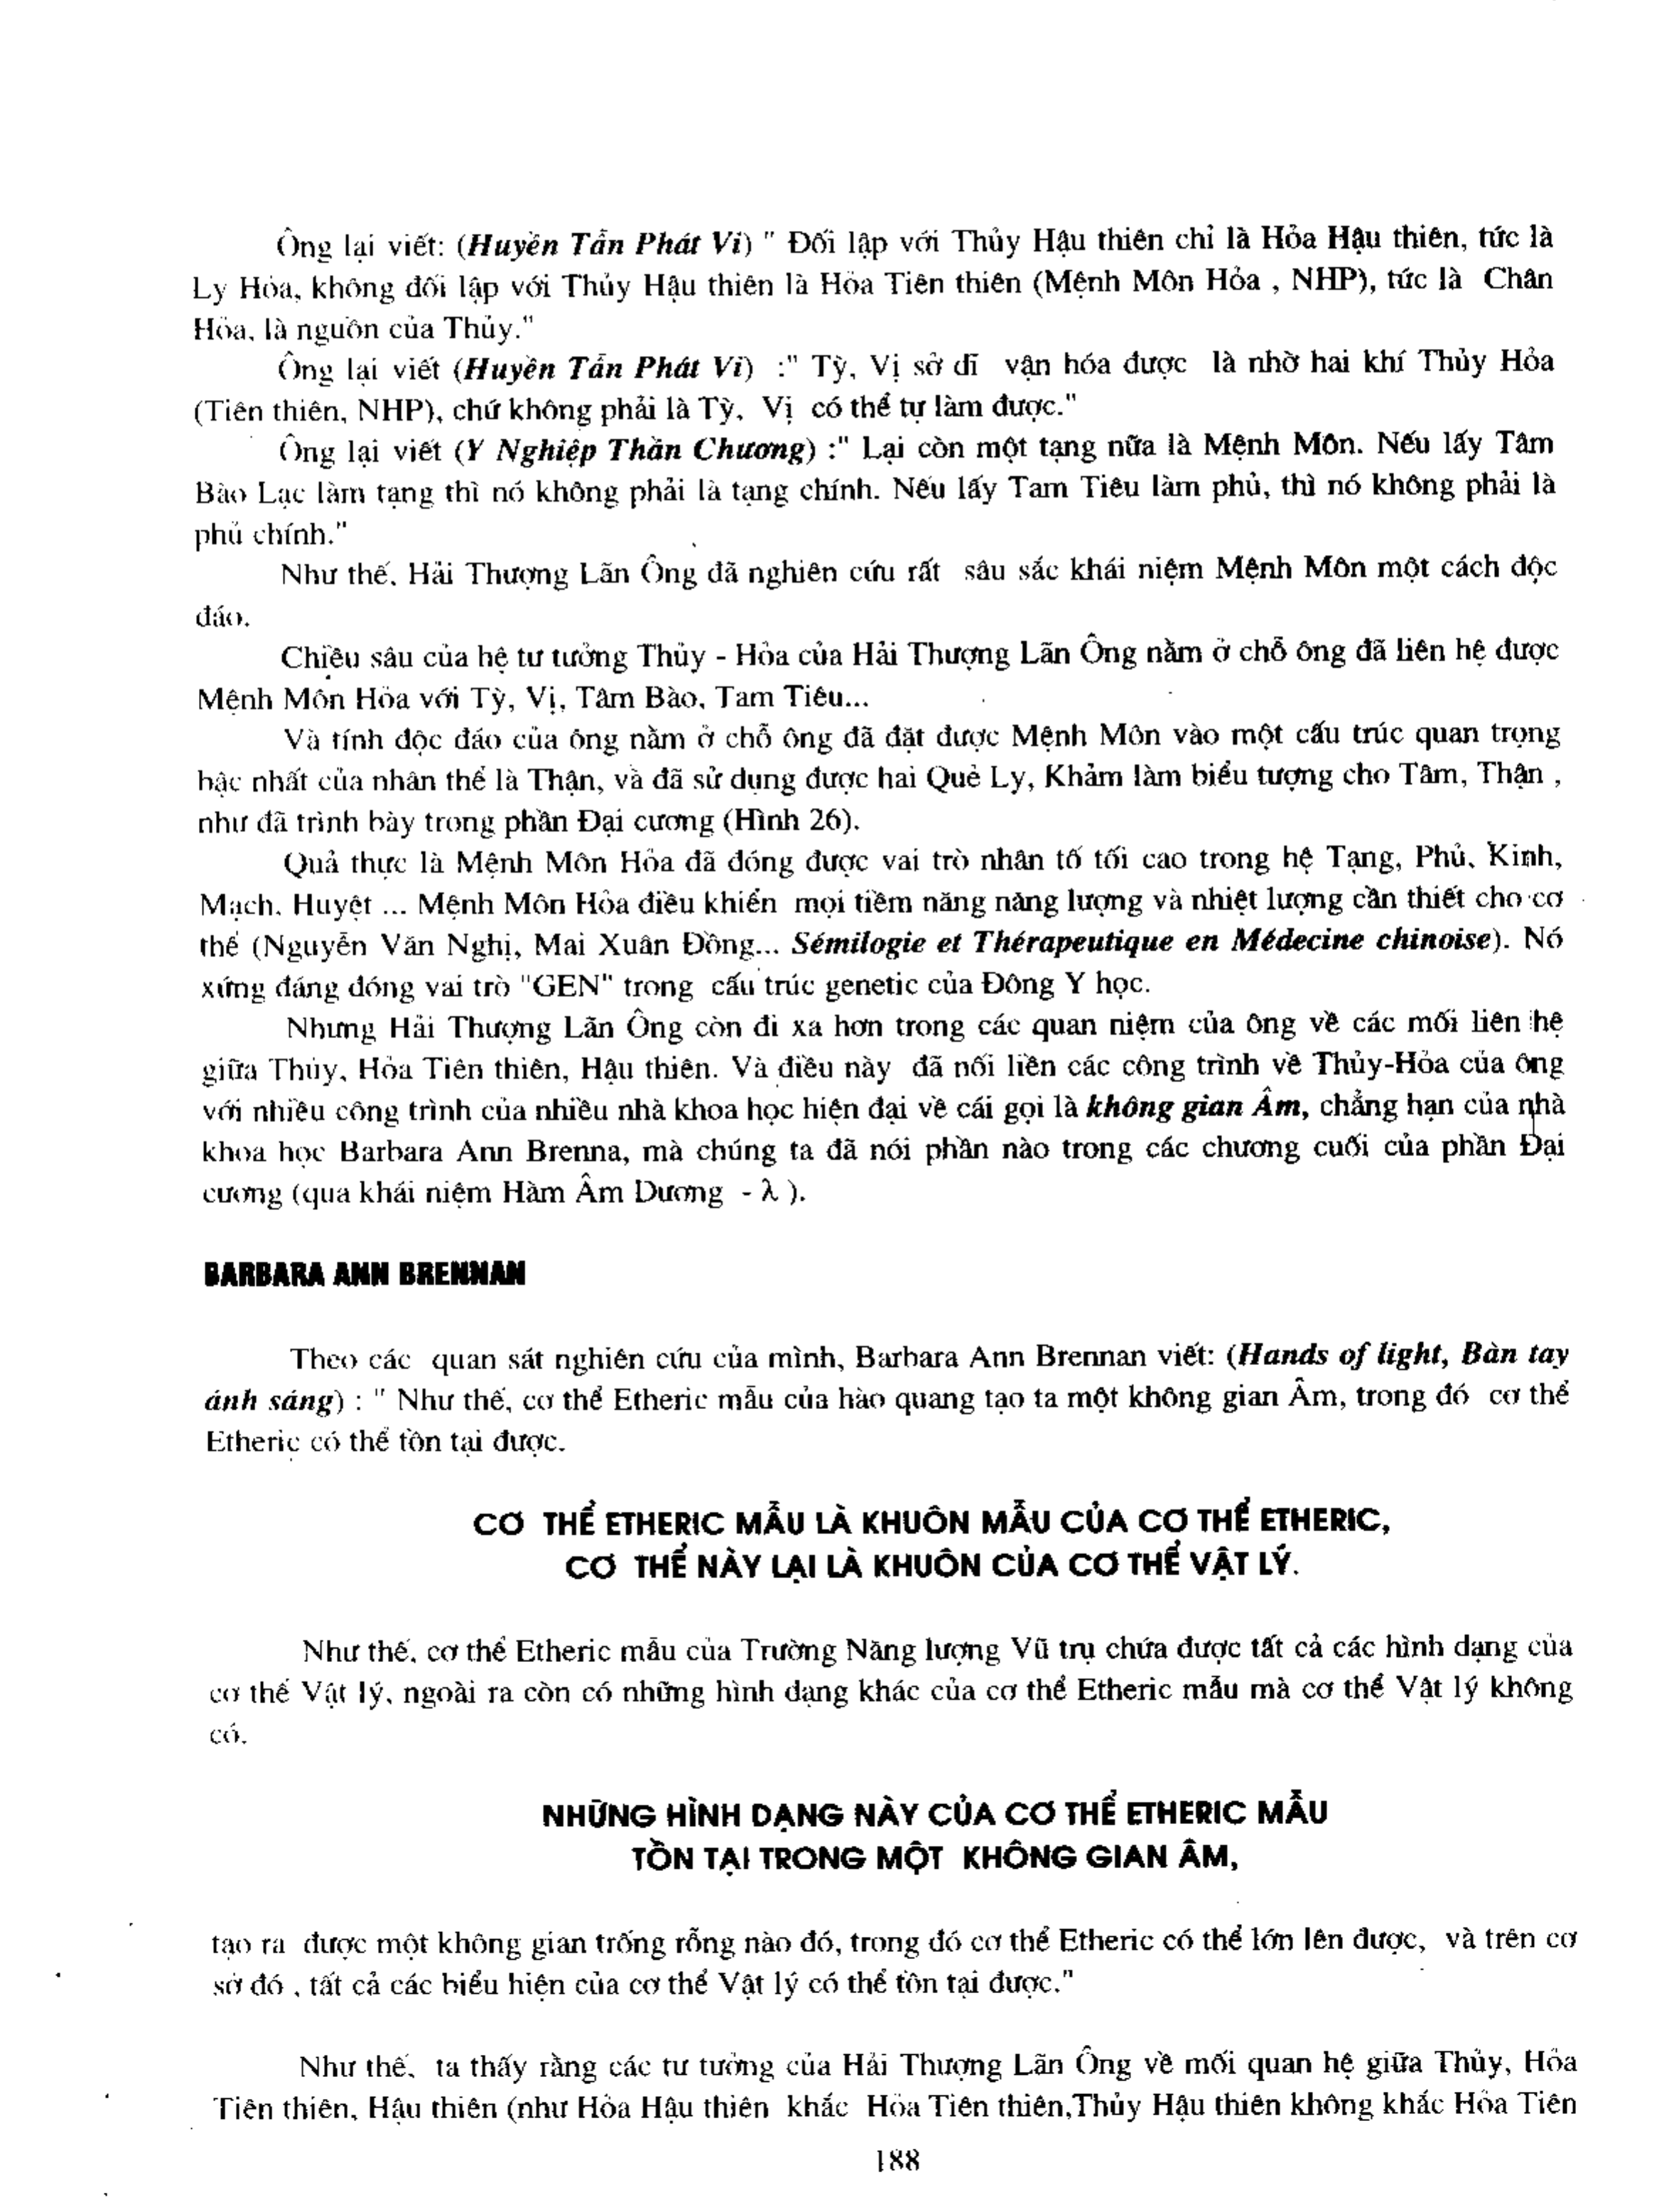 Ông lại viết: (Huyền Tẫn Phát Vi) " Đối lập với Thủy Hậu thiên chỉ là Hỏa Hậu thiên, tức là
Ly Hỏa, không đối lập với Thủy Hậu thiên là Hỏa Tiên thiên (Mệnh Môn Hỏa , NHP), tức là Chân
Hỏa, là nguồn của Thủy."
Ông lại viết (Huyền Tẫn Phát Vi) :" Tỳ, Vị sở dĩ vận hóa được là nhờ hai khí Thủy Hỏa
(Tiên thiên, NHP), chứ không phải là Tỳ, Vị có thể tự làm được."
Ông lại viết (Y Nghiệp Thần Chương) :" Lại còn một tạng nữa là Mệnh Môn. Nếu lấy Tâm
Bào Lạc làm tạng thì nó không phải là tạng chính. Nếu lấy Tam Tiêu làm phủ, thì nó không phải là
phủ chính."
Như thế, Hải Thượng Lãn Ông đã nghiên cứu rất sâu sắc khái niệm Mệnh Môn một cách độc
đáo.
Chiều sâu của hệ tư tưởng Thủy - Hỏa của Hải Thượng Lãn Ông nằm ở chỗ ông đã liên hệ được
Mệnh Môn Hỏa với Tỳ, Vị, Tâm Bào, Tam Tiêu...
Và tính độc đáo của ông nằm ở chỗ ông đã đặt được Mệnh Môn vào một cấu trúc quan trọng
bậc nhất của nhân thể là Thận, và đã sử dụng được hai Quẻ Ly, Khảm làm biểu tượng cho Tâm, Thận ,
như đã trình bày trong phần Đại cương (Hình 26).
Quả thực là Mệnh Môn Hỏa đã đóng được vai trò nhân tố tối cao trong hệ Tạng, Phủ, Kinh,
Mạch, Huyệt ... Mệnh Môn Hỏa điều khiển mọi tiềm năng năng lượng và nhiệt lượng cần thiết cho cơ
thể (Nguyễn Văn Nghị, Mai Xuân Đồng... Sémilogie et Thérapeutique en Médecine chinoise). Nó
xứng đáng đóng vai trò "GEN" trong cấu trúc genetic của Đông Y học.
Nhưng Hải Thượng Lãn Ông còn đi xa hơn trong các quan niệm của ông về các mối liên hệ
giữa Thủy, Hỏa Tiên thiên, Hậu thiên. Và điều này đã nối liền các công trình về Thủy-Hỏa của ông
với nhiều công trình của nhiều nhà khoa học hiện đại về cái gọi là không gian Âm, chẳng hạn của nhà
khoa học Barbara Ann Brenna, mà chúng ta đã nói phần nào trong các chương cuối của phần Đại
cương (qua khái niệm Hàm Âm Dương - λ ).
BARBARA ANN BRENNAN
Theo các quan sát nghiên cứu của mình, Barbara Ann Brennan viết: (Hands of light, Bàn tay
ánh sáng) : " Như thế, cơ thể Etheric mẫu của hào quang tạo ta một không gian Âm, trong đó cơ thể
Etheric có thể tồn tại được.
CƠ THỂ ETHERIC MẪU LÀ KHUÔN MẪU CỦA CƠ THỂ ETHERIC,
CƠ THỂ NÀY LẠI LÀ KHUÔN CỦA CƠ THỂ VẬT LÝ.
Như thế, cơ thể Etheric mẫu của Trường Năng lượng Vũ trụ chứa được tất cả các hình dạng của
cơ thể Vật lý, ngoài ra còn có những hình dạng khác của cơ thể Etheric mẫu mà cơ thể Vật lý không
có.
NHỮNG HÌNH DẠNG NÀY CỦA CƠ THỂ ETHERIC MẪU
TỒN TẠI TRONG MỘT KHÔNG GIAN ÂM,
tạo ra được một không gian trống rỗng nào đó, trong đó cơ thể Etheric có thể lớn lên được, và trên cơ
sở đó , tất cả các biểu hiện của cơ thể Vật lý có thể tồn tại được."
Như thế, ta thấy rằng các tư tưởng của Hải Thượng Lãn Ông về mối quan hệ giữa Thủy, Hỏa
Tiên thiên, Hậu thiên (như Hỏa Hậu thiên khắc Hỏa Tiên thiên,Thủy Hậu thiên không khắc Hỏa Tiên
188